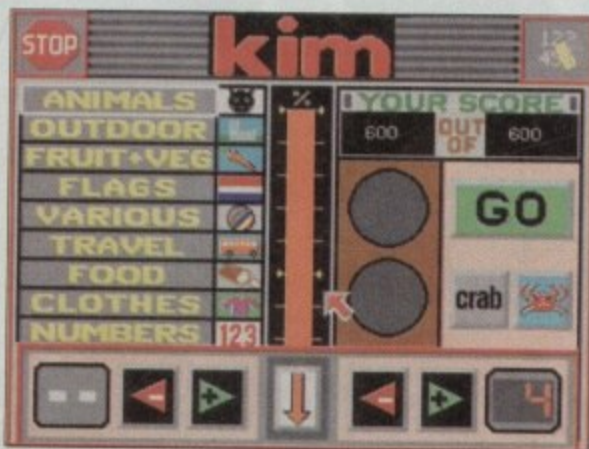 STOP
kim
ANIMALS
OUTDOOR
FRUIT+VEG
FLAGS
VARIOUS
TRAVEL
FOOD
CLOTHES
NUMBERS 123
%
YOUR SCORE
600 OUT OF 600
GO
crab
-- - + - + 4